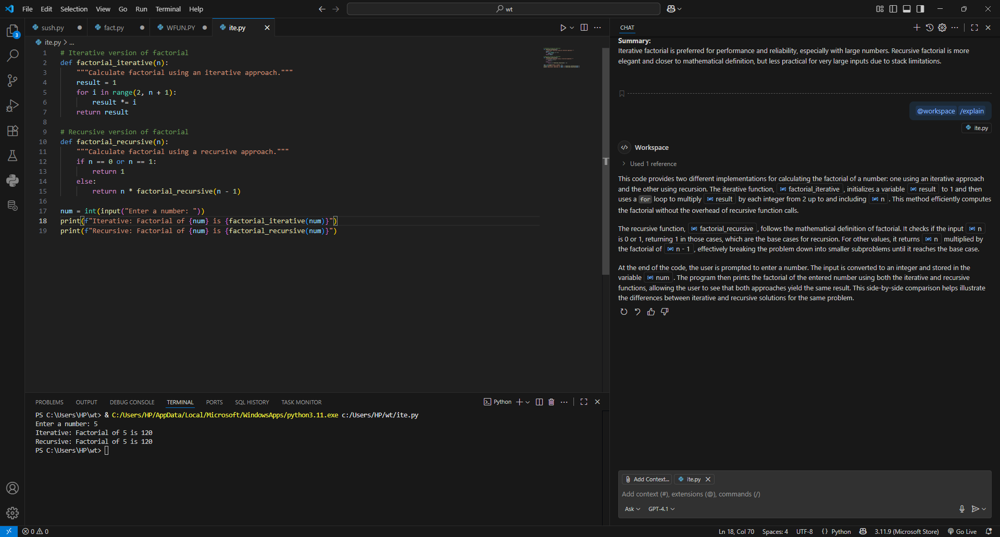 File Edit Selection View Go Run Terminal Help
wt
sush.py
fact.py
WFUN.PY
ite.py
ite.py > ...
1 # Iterative version of factorial
2 def factorial_iterative(n):
3 """Calculate factorial using an iterative approach."""
4 result = 1
5 for i in range(2, n + 1):
6 result *= i
7 return result
8
9 # Recursive version of factorial
10 def factorial_recursive(n):
11 """Calculate factorial using a recursive approach."""
12 if n == 0 or n == 1:
13 return 1
14 else:
15 return n * factorial_recursive(n - 1)
16
17 num = int(input("Enter a number: "))
18 print(f"Iterative: Factorial of {num} is {factorial_iterative(num)}")
19 print(f"Recursive: Factorial of {num} is {factorial_recursive(num)}")
3
PROBLEMS OUTPUT DEBUG CONSOLE TERMINAL PORTS SQL HISTORY TASK MONITOR
Python
PS C:\Users\HP\wt> & C:/Users/HP/AppData/Local/Microsoft/WindowsApps/python3.11.exe c:/Users/HP/wt/ite.py
Enter a number: 5
Iterative: Factorial of 5 is 120
Recursive: Factorial of 5 is 120
PS C:\Users\HP\wt>
CHAT
Summary:
Iterative factorial is preferred for performance and reliability, especially with large numbers. Recursive factorial is more
elegant and closer to mathematical definition, but less practical for very large inputs due to stack limitations.
@workspace /explain
ite.py
Workspace
Used 1 reference
This code provides two different implementations for calculating the factorial of a number: one using an iterative approach
and the other using recursion. The iterative function, factorial_iterative , initializes a variable result to 1 and then
uses a for loop to multiply result by each integer from 2 up to and including n . This method efficiently computes
the factorial without the overhead of recursive function calls.
The recursive function, factorial_recursive , follows the mathematical definition of factorial. It checks if the input n
is 0 or 1, returning 1 in those cases, which are the base cases for recursion. For other values, it returns n multiplied by
the factorial of n - 1 , effectively breaking the problem down into smaller subproblems until it reaches the base case.
At the end of the code, the user is prompted to enter a number. The input is converted to an integer and stored in the
variable num . The program then prints the factorial of the entered number using both the iterative and recursive
functions, allowing the user to see that both approaches yield the same result. This side-by-side comparison helps illustrate
the differences between iterative and recursive solutions for the same problem.
Add Context... ite.py
Add context (#), extensions (@), commands (/)
Ask GPT-4.1
0 0
Ln 18, Col 70 Spaces: 4 UTF-8 {} Python 3.11.9 (Microsoft Store) Go Live